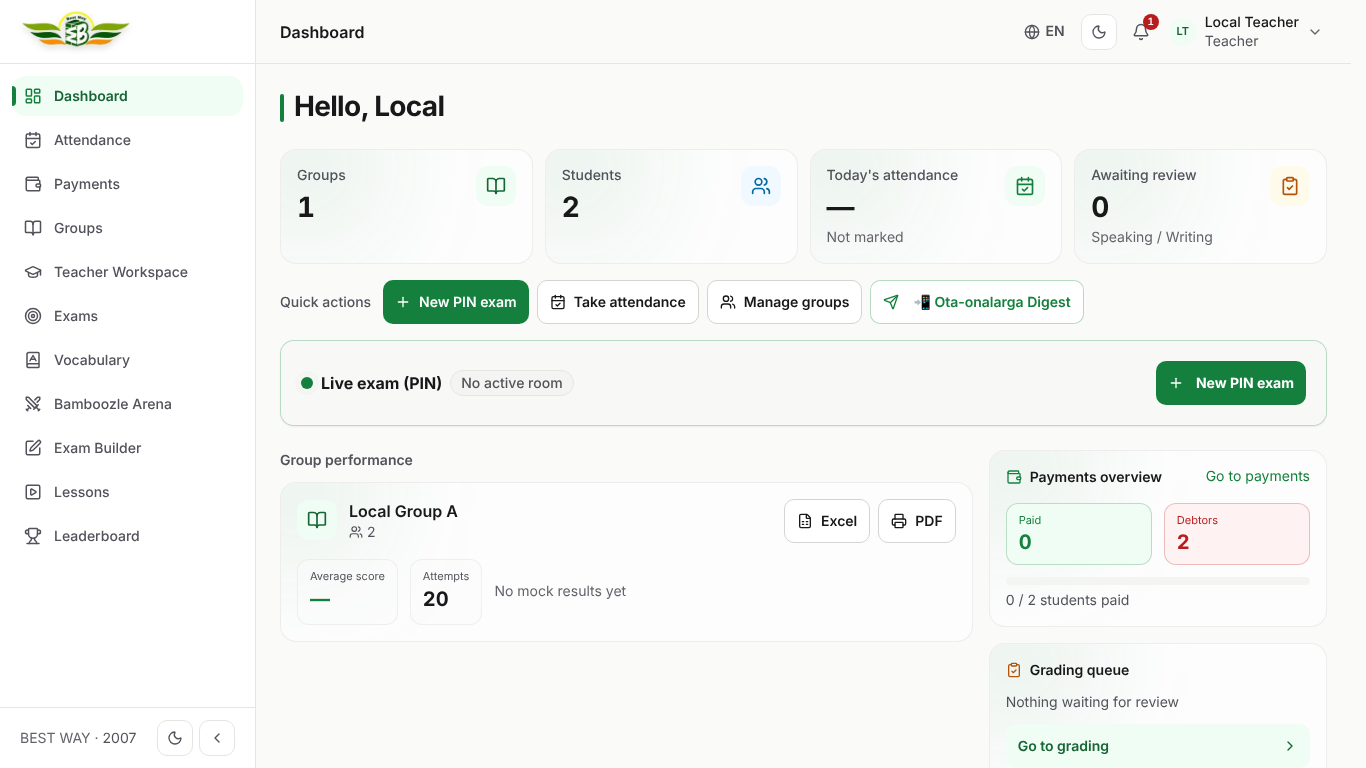 Dashboard
EN
1
LT
Local Teacher
Teacher
Dashboard
Attendance
Payments
Groups
Teacher Workspace
Exams
Vocabulary
Bamboozle Arena
Exam Builder
Lessons
Leaderboard
BEST WAY · 2007
Hello, Local
Groups
1
Students
2
Today's attendance
—
Not marked
Awaiting review
0
Speaking / Writing
Quick actions
New PIN exam
Take attendance
Manage groups
📲 Ota-onalarga Digest
Live exam (PIN)
No active room
New PIN exam
Group performance
Local Group A
2
Excel
PDF
Average score
—
Attempts
20
No mock results yet
Payments overview
Go to payments
Paid
0
Debtors
2
0 / 2 students paid
Grading queue
Nothing waiting for review
Go to grading